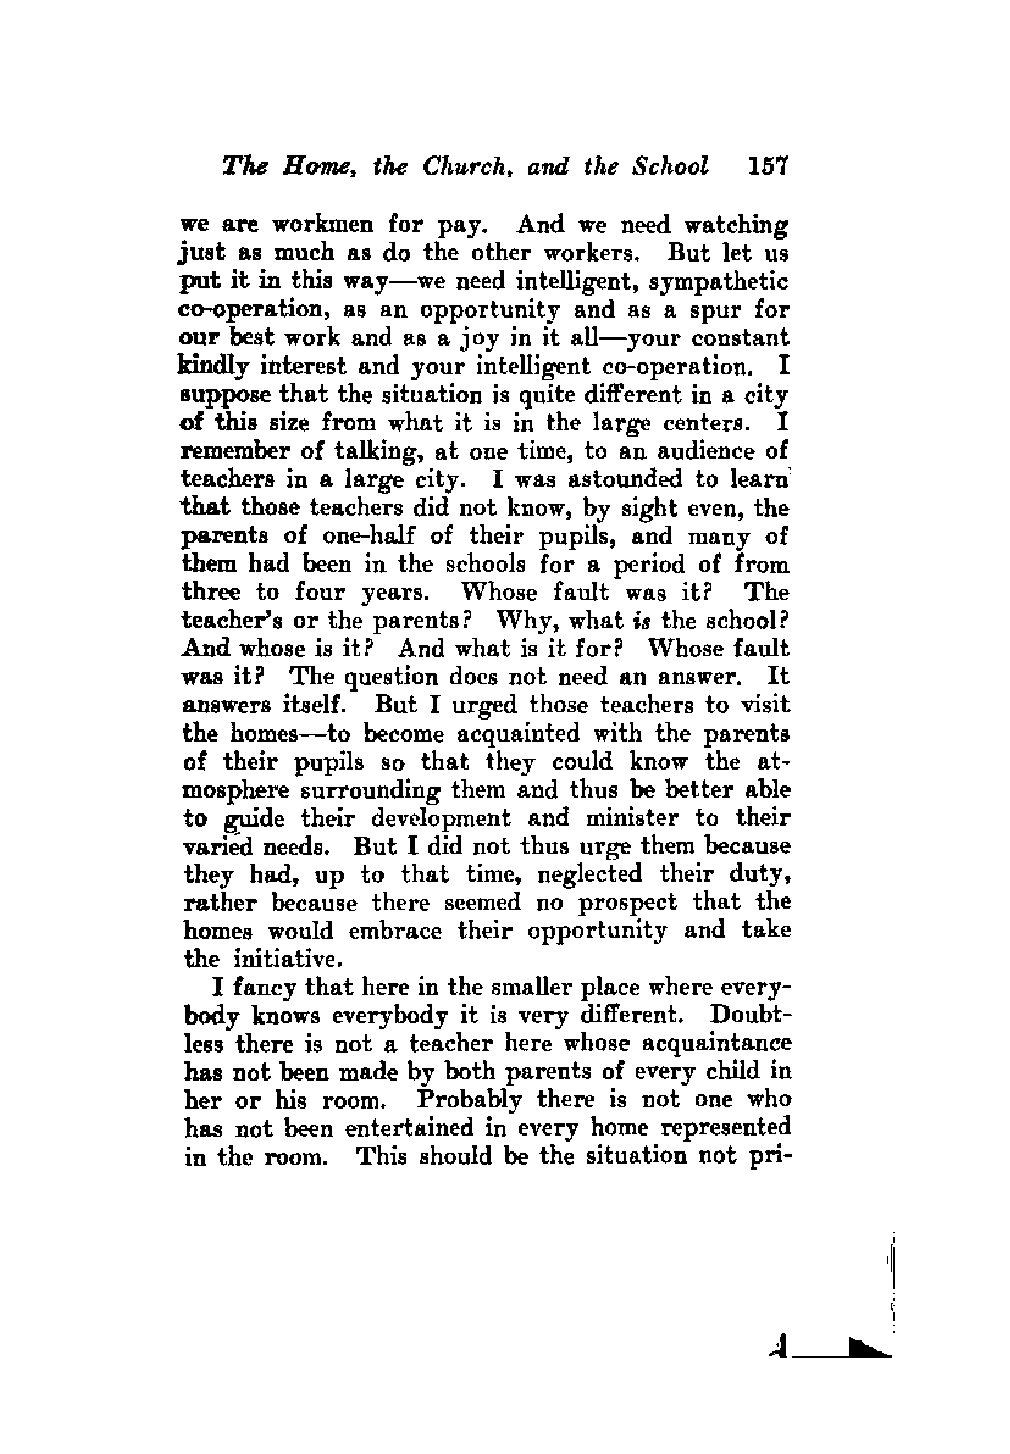 The Home, the Church, and the School 157
we are workmen for pay. And we need watching
just as much as do the other workers. But let us
put it in this way—we need intelligent, sympathetic
co-operation, as an opportunity and as a spur for
our best work and as a joy in it all—your constant
kindly interest and your intelligent co-operation. I
suppose that the situation is quite different in a city
of this size from what it is in the large centers. I
remember of talking, at one time, to an audience of
teachers in a large city. I was astounded to learn
that those teachers did not know, by sight even, the
parents of one-half of their pupils, and many of
them had been in the schools for a period of from
three to four years. Whose fault was it? The
teacher's or the parents? Why, what is the school?
And whose is it? And what is it for? Whose fault
was it? The question does not need an answer. It
answers itself. But I urged those teachers to visit
the homes—to become acquainted with the parents
of their pupils so that they could know the at-
mosphere surrounding them and thus be better able
to guide their development and minister to their
varied needs. But I did not thus urge them because
they had, up to that time, neglected their duty,
rather because there seemed no prospect that the
homes would embrace their opportunity and take
the initiative.
I fancy that here in the smaller place where every-
body knows everybody it is very different. Doubt-
less there is not a teacher here whose acquaintance
has not been made by both parents of every child in
her or his room. Probably there is not one who
has not been entertained in every home represented
in the room. This should be the situation not pri-